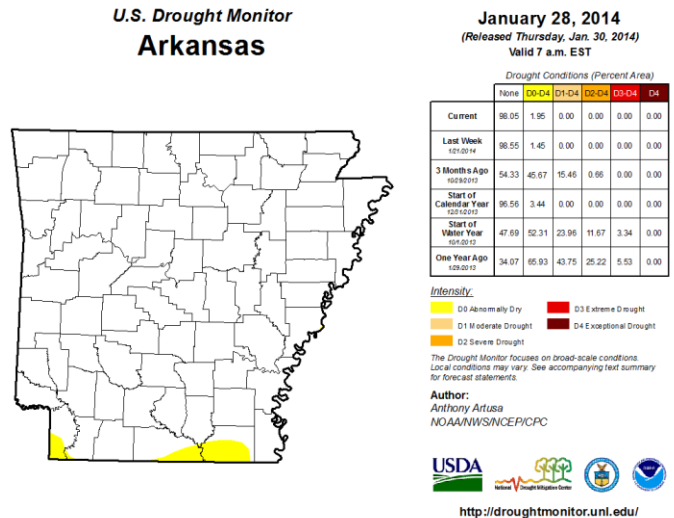 U.S. Drought Monitor
Arkansas
January 28, 2014
(Released Thursday, Jan. 30, 2014)
Valid 7 a.m. EST
Drought Conditions (Percent Area)
None D0-D4 D1-D4 D2-D4 D3-D4 D4
Current 98.05 1.95 0.00 0.00 0.00 0.00
Last Week 98.55 1.45 0.00 0.00 0.00 0.00
1/21/2014
3 Months Ago 54.33 45.67 15.46 0.66 0.00 0.00
10/29/2013
Start of
Calendar Year 96.56 3.44 0.00 0.00 0.00 0.00
12/31/2013
Start of
Water Year 47.69 52.31 23.96 11.67 3.34 0.00
10/1/2013
One Year Ago 34.07 65.93 43.75 25.22 5.53 0.00
1/29/2013
Intensity:
D0 Abnormally Dry
D1 Moderate Drought
D2 Severe Drought
D3 Extreme Drought
D4 Exceptional Drought
The Drought Monitor focuses on broad-scale conditions.
Local conditions may vary. See accompanying text summary
for forecast statements.
Author:
Anthony Artusa
NOAA/NWS/NCEP/CPC
USDA
National Drought Mitigation Center
http://droughtmonitor.unl.edu/